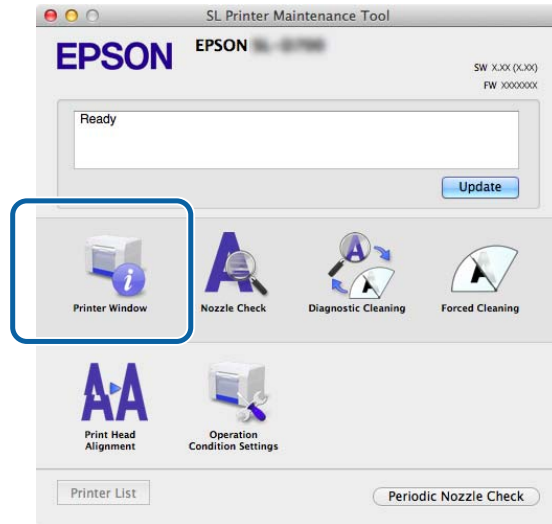 SL Printer Maintenance Tool
EPSON
EPSON
SW X.XX (X.XX)
FW XXXXXXX
Ready
Update
Printer Window
Nozzle Check
Diagnostic Cleaning
Forced Cleaning
Print Head
Alignment
Operation
Condition Settings
Printer List
Periodic Nozzle Check